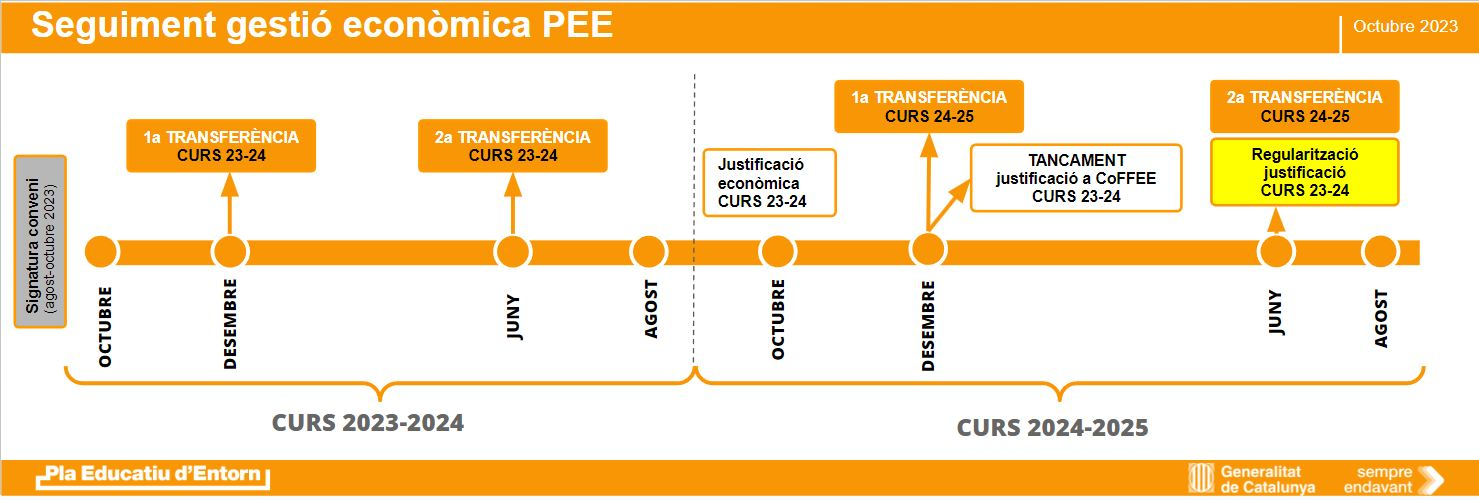 Seguiment gestió econòmica PEE
Octubre 2023
Signatura conveni
(agost-octubre 2023)
1a TRANSFERÈNCIA
CURS 23-24
2a TRANSFERÈNCIA
CURS 23-24
1a TRANSFERÈNCIA
CURS 24-25
2a TRANSFERÈNCIA
CURS 24-25
Justificació
econòmica
CURS 23-24
TANCAMENT
justificació a CoFFEE
CURS 23-24
Regularització
justificació
CURS 23-24
OCTUBRE
DESEMBRE
JUNY
AGOST
OCTUBRE
DESEMBRE
JUNY
AGOST
CURS 2023-2024
CURS 2024-2025
Pla Educatiu d'Entorn
Generalitat
de Catalunya
sempre
endavant